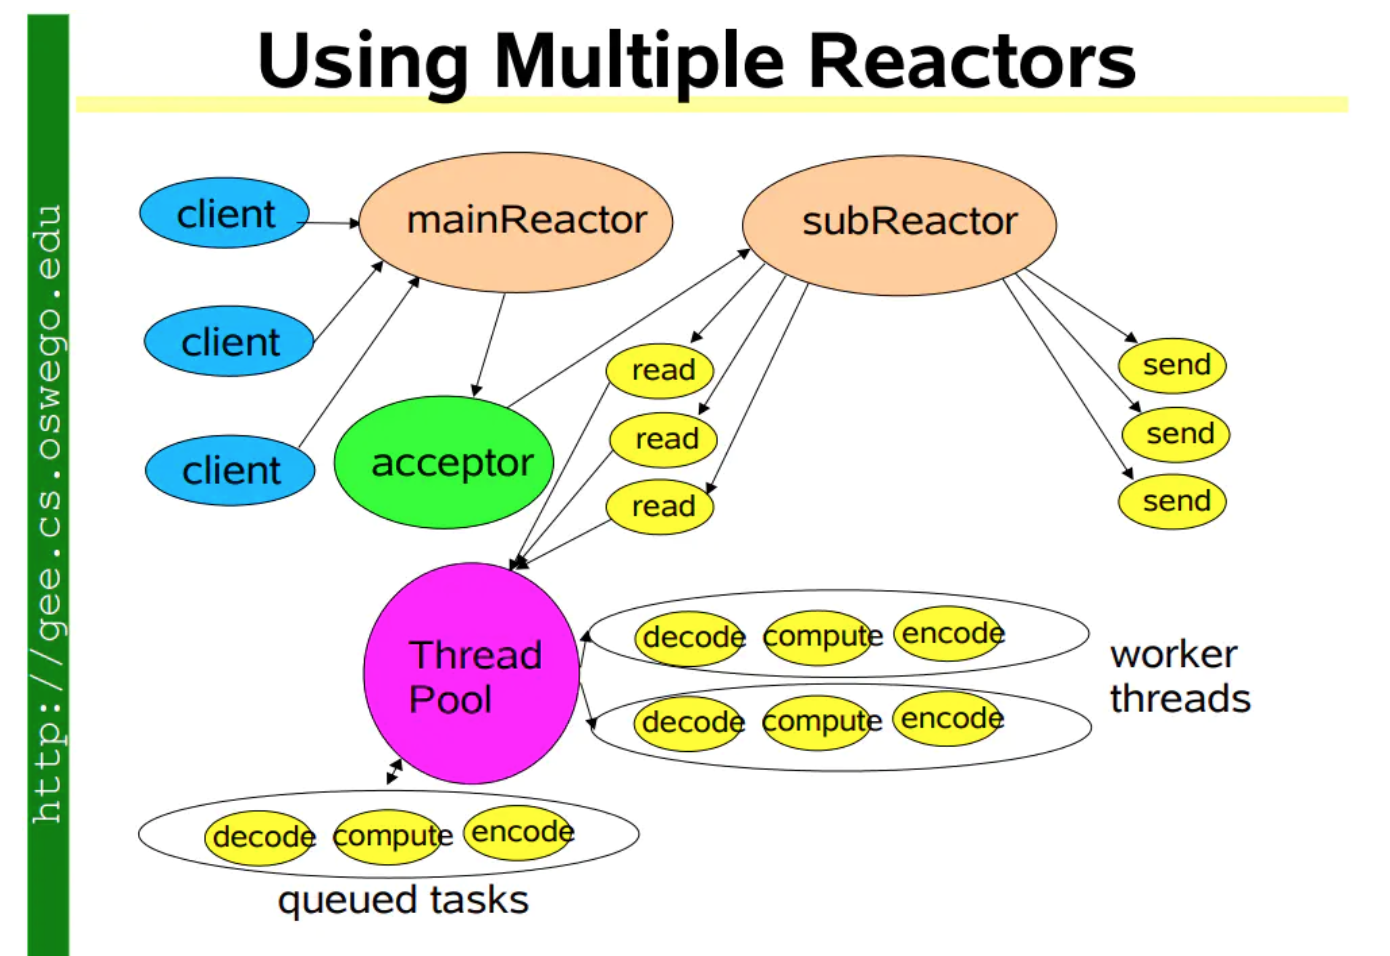 Using Multiple Reactors
http://gee.cs.oswego.edu
client
mainReactor
subReactor
client
client
acceptor
read
read
read
send
send
send
Thread
Pool
decode compute encode
decode compute encode
worker
threads
decode compute encode
queued tasks